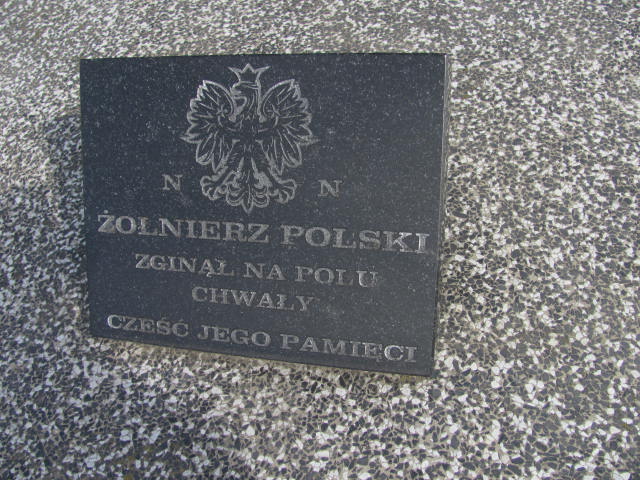 N N
ŻOŁNIERZ POLSKI
ZGINĄŁ NA POLU
CHWAŁY
CZEŚĆ JEGO PAMIĘCI